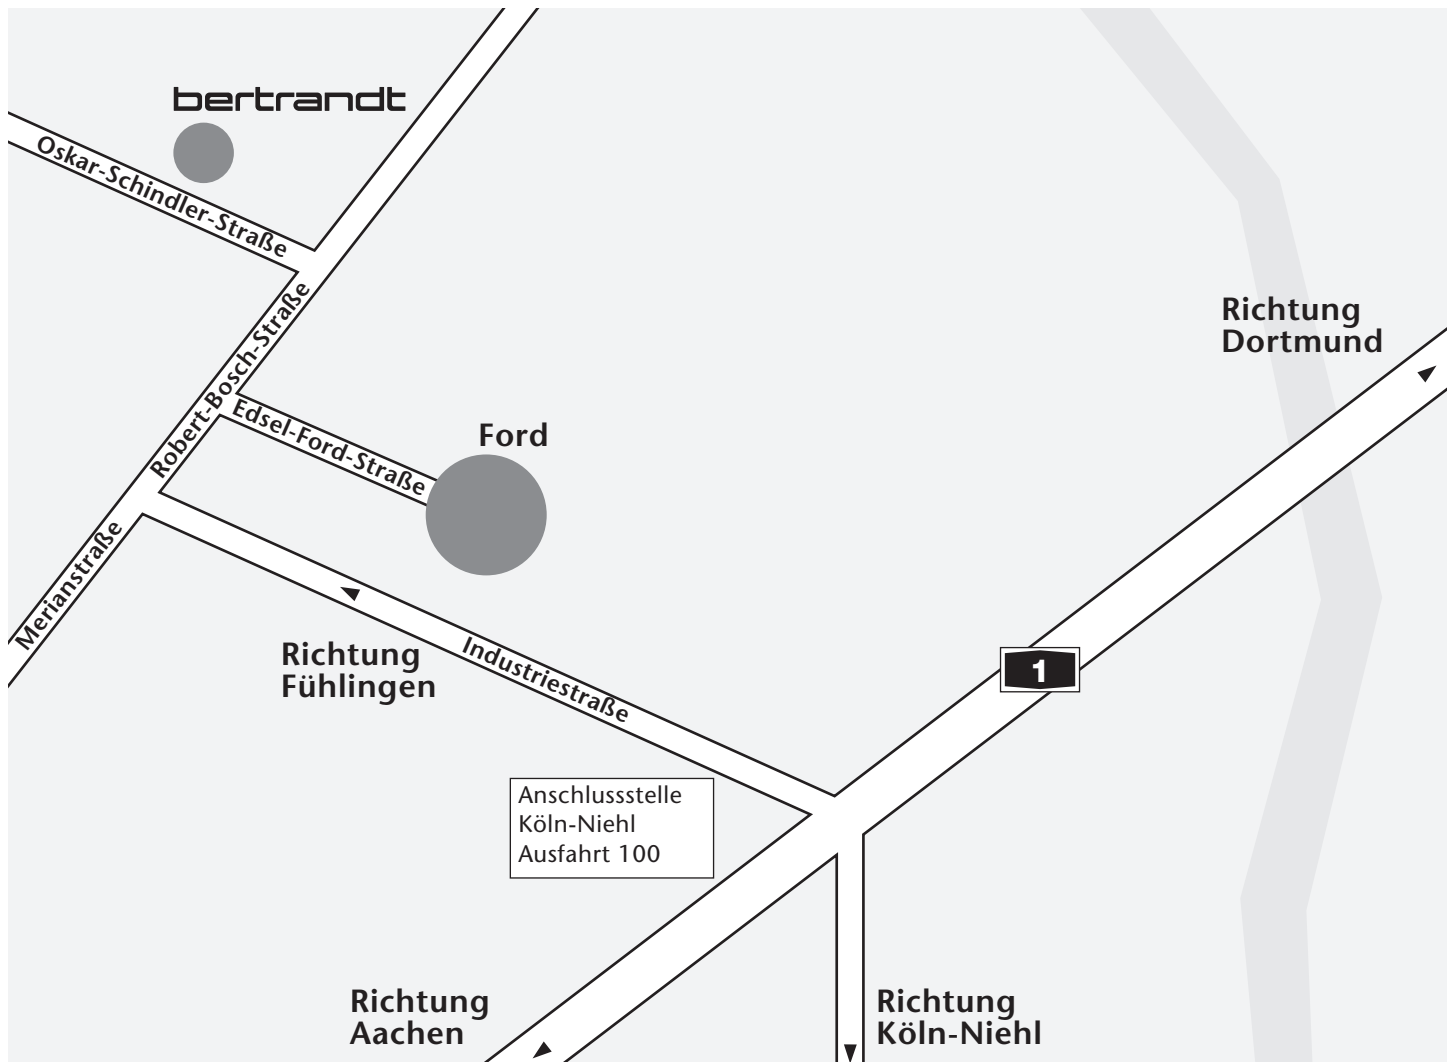 bertrandt
Oskar-Schindler-Straße
Richtung
Dortmund
Robert-Bosch-Straße
Edsel-Ford-Straße
Ford
Merianstraße
Richtung
Fühlingen
Industriestraße
1
Anschlussstelle
Köln-Niehl
Ausfahrt 100
Richtung
Aachen
Richtung
Köln-Niehl